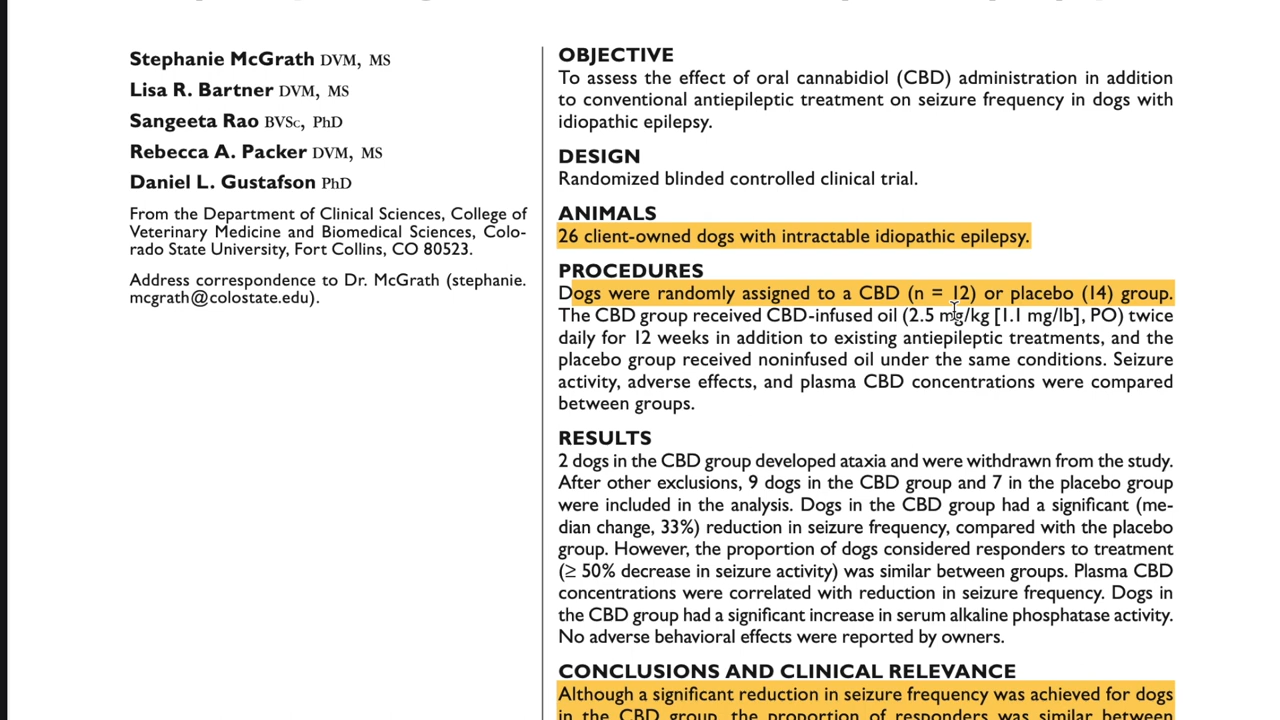 Stephanie McGrath DVM, MS
Lisa R. Bartner DVM, MS
Sangeeta Rao BVSc, PhD
Rebecca A. Packer DVM, MS
Daniel L. Gustafson PhD
From the Department of Clinical Sciences, College of
Veterinary Medicine and Biomedical Sciences, Colo-
rado State University, Fort Collins, CO 80523.
Address correspondence to Dr. McGrath (stephanie.
mcgrath@colostate.edu).
OBJECTIVE
To assess the effect of oral cannabidiol (CBD) administration in addition
to conventional antiepileptic treatment on seizure frequency in dogs with
idiopathic epilepsy.
DESIGN
Randomized blinded controlled clinical trial.
ANIMALS
26 client-owned dogs with intractable idiopathic epilepsy.
PROCEDURES
Dogs were randomly assigned to a CBD (n = 12) or placebo (14) group.
The CBD group received CBD-infused oil (2.5 mg/kg [1.1 mg/lb], PO) twice
daily for 12 weeks in addition to existing antiepileptic treatments, and the
placebo group received noninfused oil under the same conditions. Seizure
activity, adverse effects, and plasma CBD concentrations were compared
between groups.
RESULTS
2 dogs in the CBD group developed ataxia and were withdrawn from the study.
After other exclusions, 9 dogs in the CBD group and 7 in the placebo group
were included in the analysis. Dogs in the CBD group had a significant (me-
dian change, 33%) reduction in seizure frequency, compared with the placebo
group. However, the proportion of dogs considered responders to treatment
(≥ 50% decrease in seizure activity) was similar between groups. Plasma CBD
concentrations were correlated with reduction in seizure frequency. Dogs in
the CBD group had a significant increase in serum alkaline phosphatase activity.
No adverse behavioral effects were reported by owners.
CONCLUSIONS AND CLINICAL RELEVANCE
Although a significant reduction in seizure frequency was achieved for dogs
in the CBD group, the proportion of responders was similar between